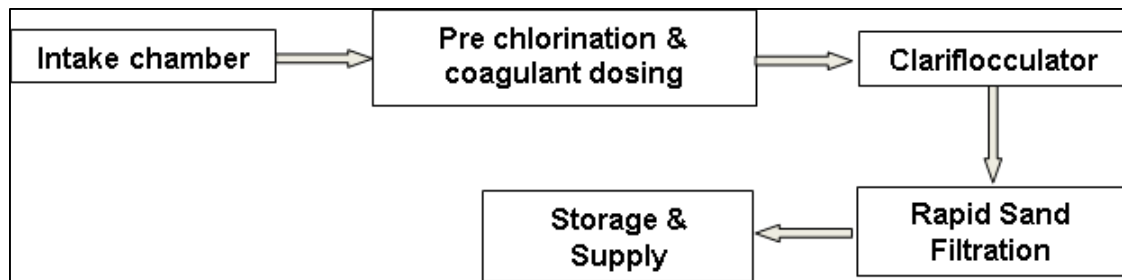 Intake chamber
Pre chlorination &
coagulant dosing
Clariflocculator
Rapid Sand
Filtration
Storage &
Supply